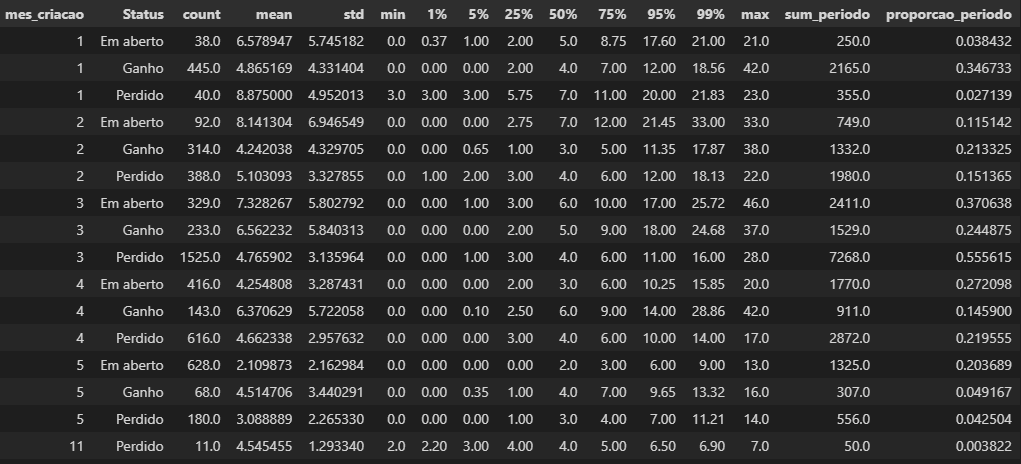 mes_criacao Status count mean std min 1% 5% 25% 50% 75% 95% 99% max sum_periodo proporcao_periodo
1 Em aberto 38.0 6.578947 5.745182 0.0 0.37 1.00 2.00 5.0 8.75 17.60 21.00 21.0 250.0 0.038432
1 Ganho 445.0 4.865169 4.331404 0.0 0.00 0.00 2.00 4.0 7.00 12.00 18.56 42.0 2165.0 0.346733
1 Perdido 40.0 8.875000 4.952013 3.0 3.00 3.00 5.75 7.0 11.00 20.00 21.83 23.0 355.0 0.027139
2 Em aberto 92.0 8.141304 6.946549 0.0 0.00 0.00 2.75 7.0 12.00 21.45 33.00 33.0 749.0 0.115142
2 Ganho 314.0 4.242038 4.329705 0.0 0.00 0.65 1.00 3.0 5.00 11.35 17.87 38.0 1332.0 0.213325
2 Perdido 388.0 5.103093 3.327855 0.0 1.00 2.00 3.00 4.0 6.00 12.00 18.13 22.0 1980.0 0.151365
3 Em aberto 329.0 7.328267 5.802792 0.0 0.00 1.00 3.00 6.0 10.00 17.00 25.72 46.0 2411.0 0.370638
3 Ganho 233.0 6.562232 5.840313 0.0 0.00 0.00 2.00 5.0 9.00 18.00 24.68 37.0 1529.0 0.244875
3 Perdido 1525.0 4.765902 3.135964 0.0 0.00 1.00 3.00 4.0 6.00 11.00 16.00 28.0 7268.0 0.555615
4 Em aberto 416.0 4.254808 3.287431 0.0 0.00 0.00 2.00 3.0 6.00 10.25 15.85 20.0 1770.0 0.272098
4 Ganho 143.0 6.370629 5.722058 0.0 0.00 0.10 2.50 6.0 9.00 14.00 28.86 42.0 911.0 0.145900
4 Perdido 616.0 4.662338 2.957632 0.0 0.00 0.00 3.00 4.0 6.00 10.00 14.00 17.0 2872.0 0.219555
5 Em aberto 628.0 2.109873 2.162984 0.0 0.00 0.00 0.00 2.0 3.00 6.00 9.00 13.0 1325.0 0.203689
5 Ganho 68.0 4.514706 3.440291 0.0 0.00 0.35 1.00 4.0 7.00 9.65 13.32 16.0 307.0 0.049167
5 Perdido 180.0 3.088889 2.265330 0.0 0.00 0.00 1.00 3.0 4.00 7.00 11.21 14.0 556.0 0.042504
11 Perdido 11.0 4.545455 1.293340 2.0 2.20 3.00 4.00 4.0 5.00 6.50 6.90 7.0 50.0 0.003822